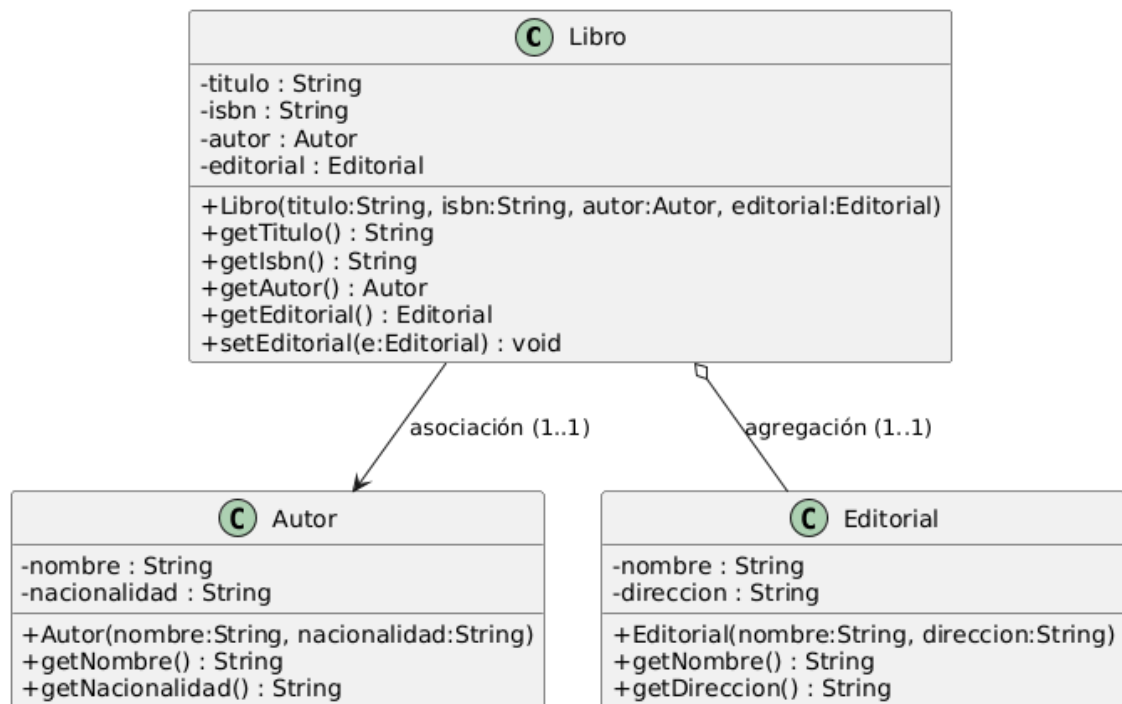 C Libro
-titulo : String
-isbn : String
-autor : Autor
-editorial : Editorial
+Libro(titulo:String, isbn:String, autor:Autor, editorial:Editorial)
+getTitulo() : String
+getIsbn() : String
+getAutor() : Autor
+getEditorial() : Editorial
+setEditorial(e:Editorial) : void
asociación (1..1)
agregación (1..1)
C Autor
-nombre : String
-nacionalidad : String
+Autor(nombre:String, nacionalidad:String)
+getNombre() : String
+getNacionalidad() : String
C Editorial
-nombre : String
-direccion : String
+Editorial(nombre:String, direccion:String)
+getNombre() : String
+getDireccion() : String